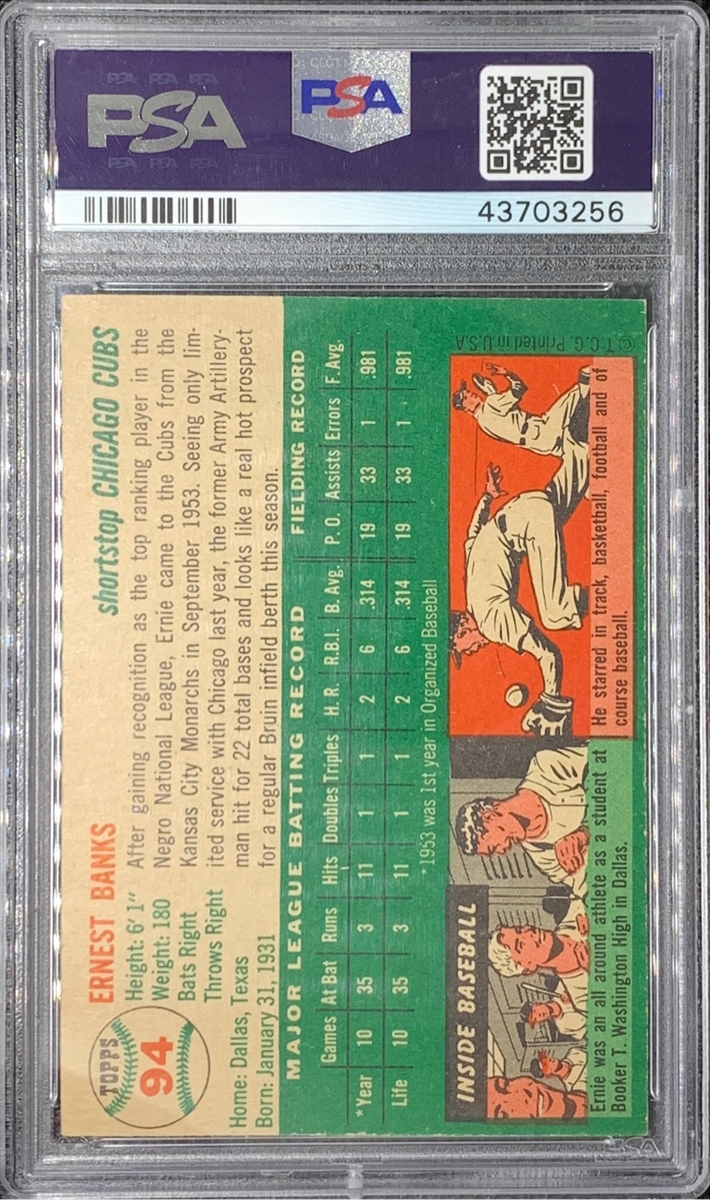 PSA PSA PSA
PSA
PSA PSA PSA
PSA
43703256
TOPPS
94
ERNEST BANKS
shortstop CHICAGO CUBS
Height: 6' 1"
Weight: 180
Bats Right
Throws Right
Home: Dallas, Texas
Born: January 31, 1931
After gaining recognition as the top ranking player in the
Negro National League, Ernie came to the Cubs from the
Kansas City Monarchs in September 1953. Seeing only lim-
ited service with Chicago last year, the former Army Artillery-
man hit for 22 total bases and looks like a real hot prospect
for a regular Bruin infield berth this season.
MAJOR LEAGUE BATTING RECORD FIELDING RECORD
Games At Bat Runs Hits Doubles Triples H. R. R.B.I. B. Avg. P. O. Assists Errors F. Avg.
*Year 10 35 3 11 1 1 2 6 .314 19 33 1 .981
Life 10 35 3 11 1 1 2 6 .314 19 33 1 .981
*1953 was 1st year in Organized Baseball
INSIDE BASEBALL
Ernie was an all around athlete as a student at
Booker T. Washington High in Dallas.
He starred in track, basketball, football and of
course baseball.
© T. C. G. Printed in U.S.A
PSA